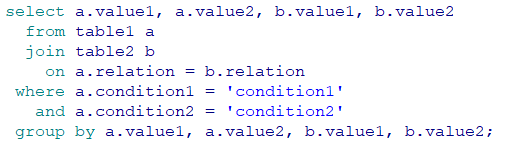 select a.value1, a.value2, b.value1, b.value2
from table1 a
join table2 b
on a.relation = b.relation
where a.condition1 = 'condition1'
and a.condition2 = 'condition2'
group by a.value1, a.value2, b.value1, b.value2;